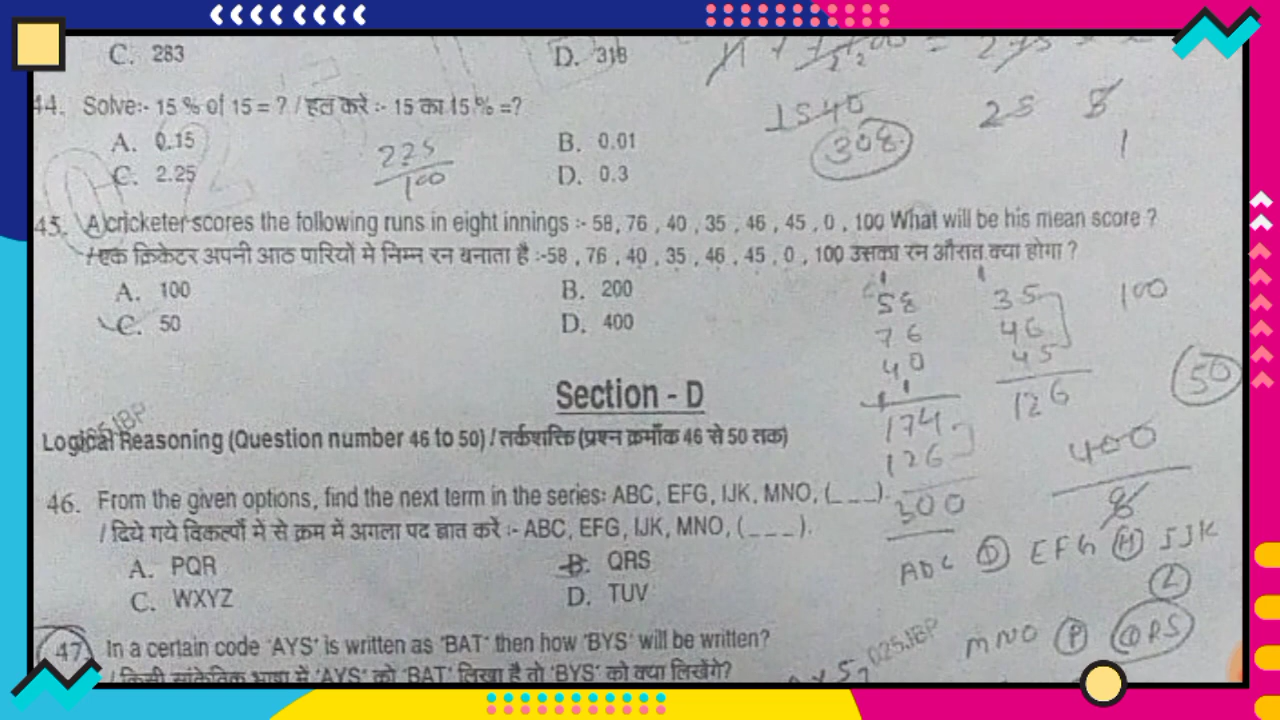 C. 283 D. 318
44. Solve:- 15 % of 15 = ? / हल करे :- 15 का 15 % =?
A. 0.15 B. 0.01
C. 2.25 D. 0.3
225
100
1540
308
28 8
1
45. A cricketer scores the following runs in eight innings :- 58, 76 , 40 , 35 , 46 , 45 , 0 , 100 What will be his mean score ?
/ एक क्रिकेटर अपनी आठ पारियों मे निम्न रन बनाता है :-58 , 76 , 40 , 35 , 46 , 45 , 0 , 100 उसका रन औसत क्या होगा ?
A. 100 B. 200
C. 50 D. 400
58 35 100
76 46
40 45
174 126
126
300
50
400
8
Section - D
Logical Reasoning (Question number 46 to 50) / तर्कशक्ति (प्रश्न क्रमाँक 46 से 50 तक)
46. From the given options, find the next term in the series: ABC, EFG, IJK, MNO, (_ _ _).
/ दिये गये विकल्पों में से क्रम में अगला पद ज्ञात करें :- ABC, EFG, IJK, MNO, (_ _ _).
A. PQR B. QRS
C. WXYZ D. TUV
ABC D EFG H IJK
L
MNO P QRS
025JBP
47. In a certain code 'AYS' is written as 'BAT' then how 'BYS' will be written?
/ किसी सांकेतिक भाषा में 'AYS' को 'BAT' लिखा है तो 'BYS' को क्या लिखेंगे?